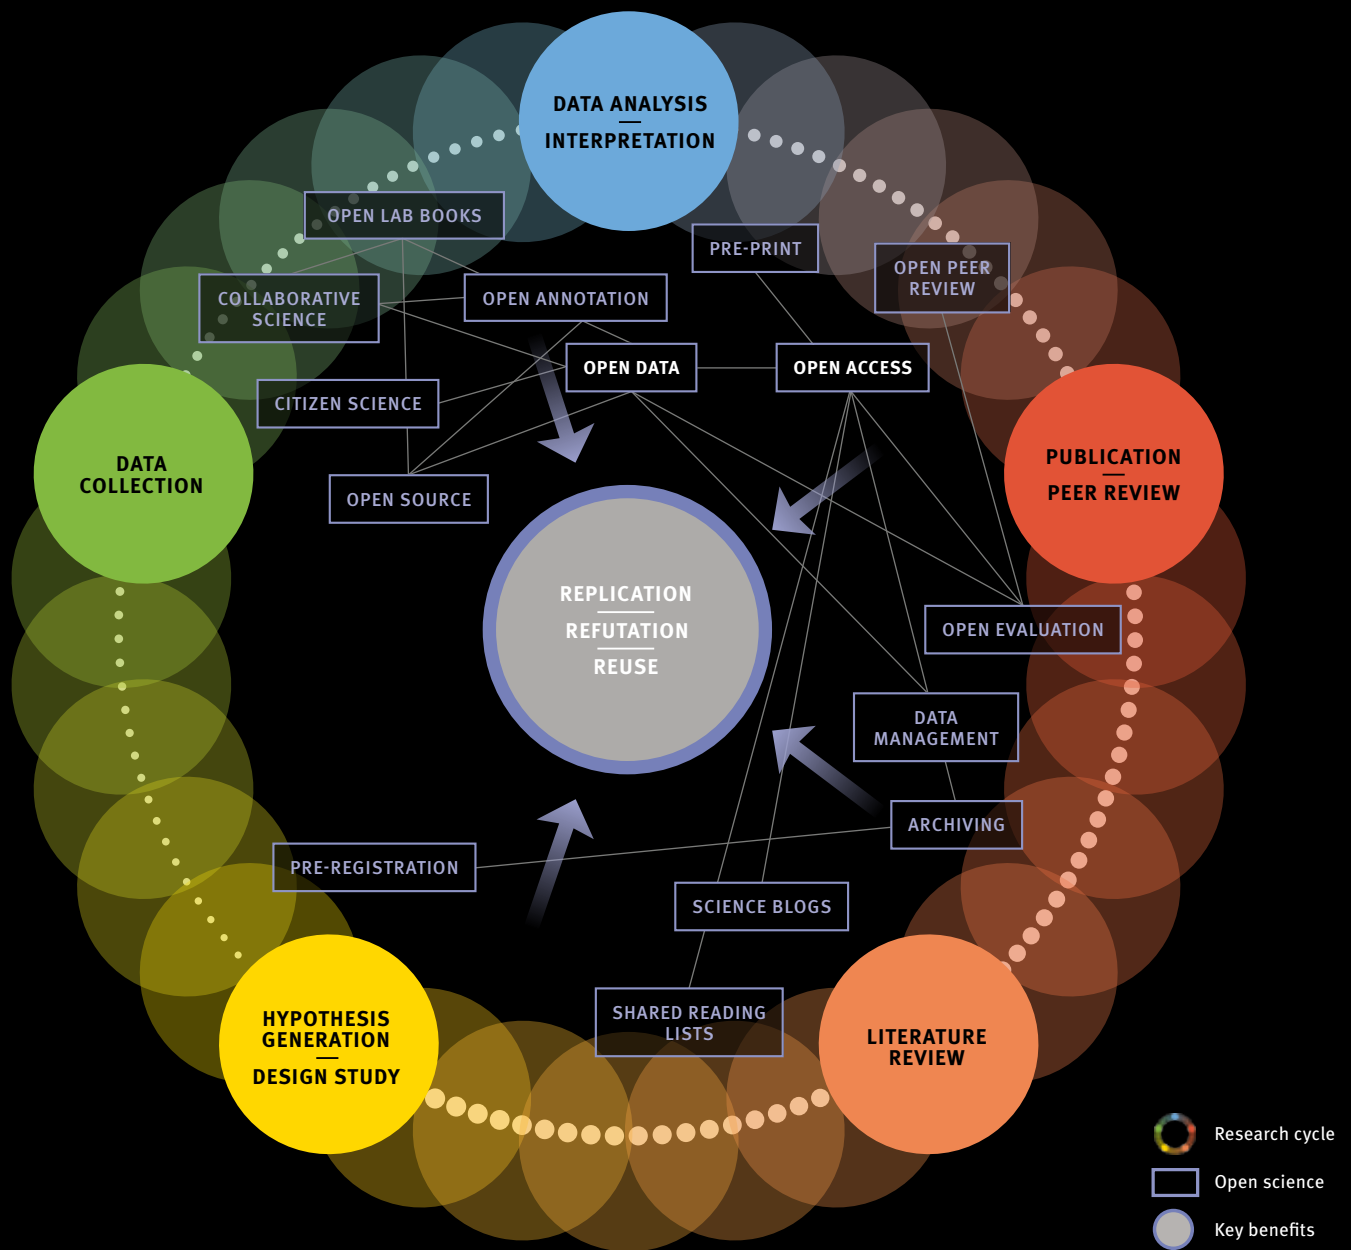 DATA ANALYSIS
INTERPRETATION
OPEN LAB BOOKS
PRE-PRINT
OPEN PEER
REVIEW
COLLABORATIVE
SCIENCE
OPEN ANNOTATION
OPEN DATA
OPEN ACCESS
CITIZEN SCIENCE
DATA
COLLECTION
OPEN SOURCE
PUBLICATION
PEER REVIEW
REPLICATION
REFUTATION
REUSE
OPEN EVALUATION
DATA
MANAGEMENT
ARCHIVING
PRE-REGISTRATION
SCIENCE BLOGS
SHARED READING
LISTS
HYPOTHESIS
GENERATION
DESIGN STUDY
LITERATURE
REVIEW
Research cycle
Open science
Key benefits